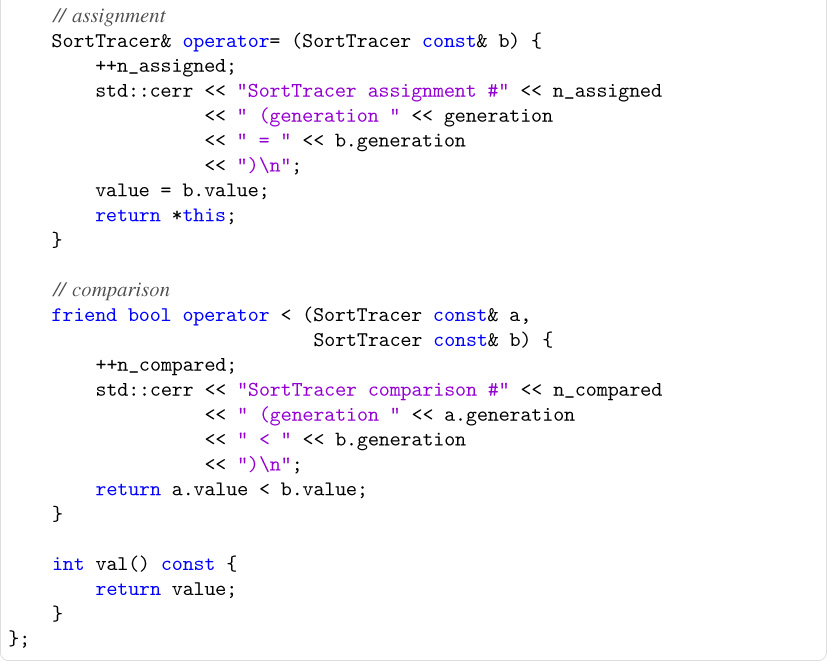 // assignment
    SortTracer& operator= (SortTracer const& b) {
        ++n_assigned;
        std::cerr << "SortTracer assignment #" << n_assigned
                  << " (generation " << generation
                  << " = " << b.generation
                  << ")\n";
        value = b.value;
        return *this;
    }

    // comparison
    friend bool operator < (SortTracer const& a,
                            SortTracer const& b) {
        ++n_compared;
        std::cerr << "SortTracer comparison #" << n_compared
                  << " (generation " << a.generation
                  << " < " << b.generation
                  << ")\n";
        return a.value < b.value;
    }

    int val() const {
        return value;
    }
};